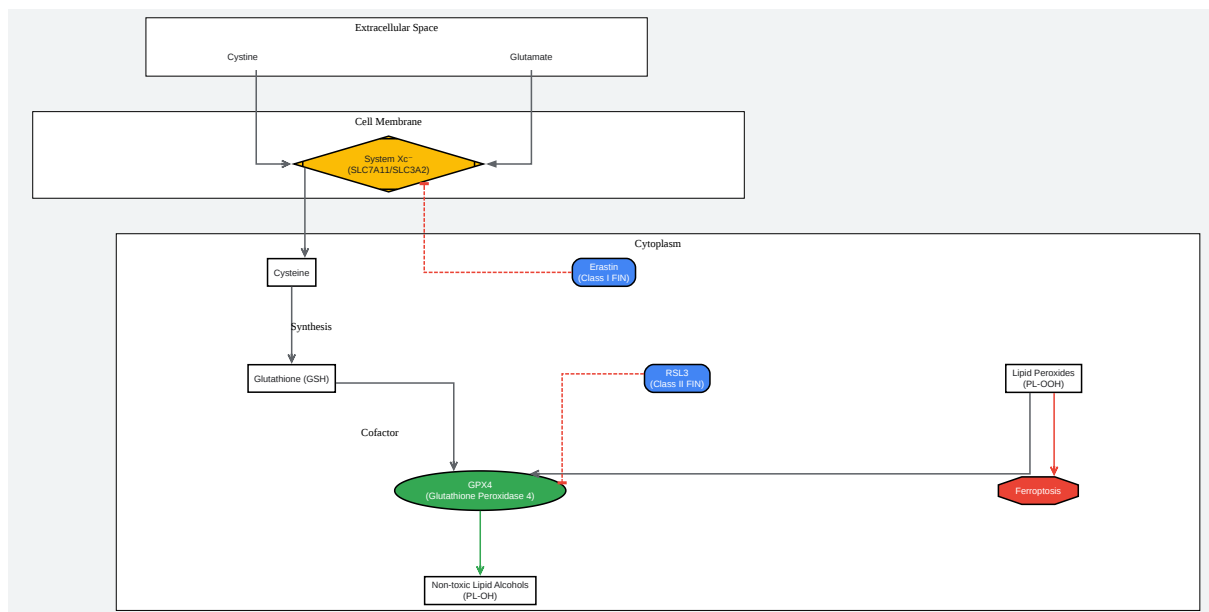 Extracellular Space
Cystine
Glutamate
Cell Membrane
System Xc⁻
(SLC7A11/SLC3A2)
Cytoplasm
Cysteine
Erastin
(Class I FIN)
Synthesis
Glutathione (GSH)
RSL3
(Class II FIN)
Lipid Peroxides
(PL-OOH)
Cofactor
GPX4
(Glutathione Peroxidase 4)
Ferroptosis
Non-toxic Lipid Alcohols
(PL-OH)